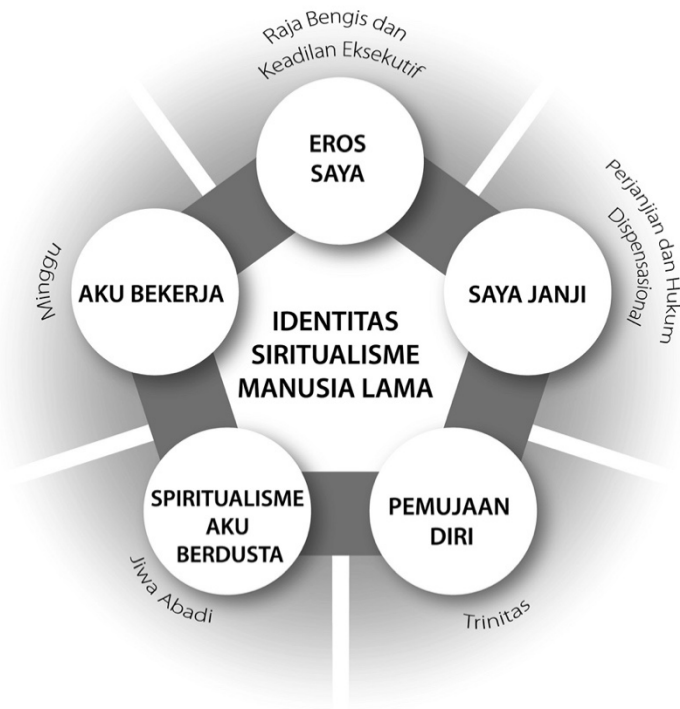 Raja Bengis dan
Keadilan Eksekutif
EROS
SAYA
Perjanjian dan Hukum
Dispensasional
SAYA JANJI
Minggu
AKU BEKERJA
IDENTITAS
SIRITUALISME
MANUSIA LAMA
SPIRITUALISME
AKU
BERDUSTA
Jiwa Abadi
PEMUJAAN
DIRI
Trinitas